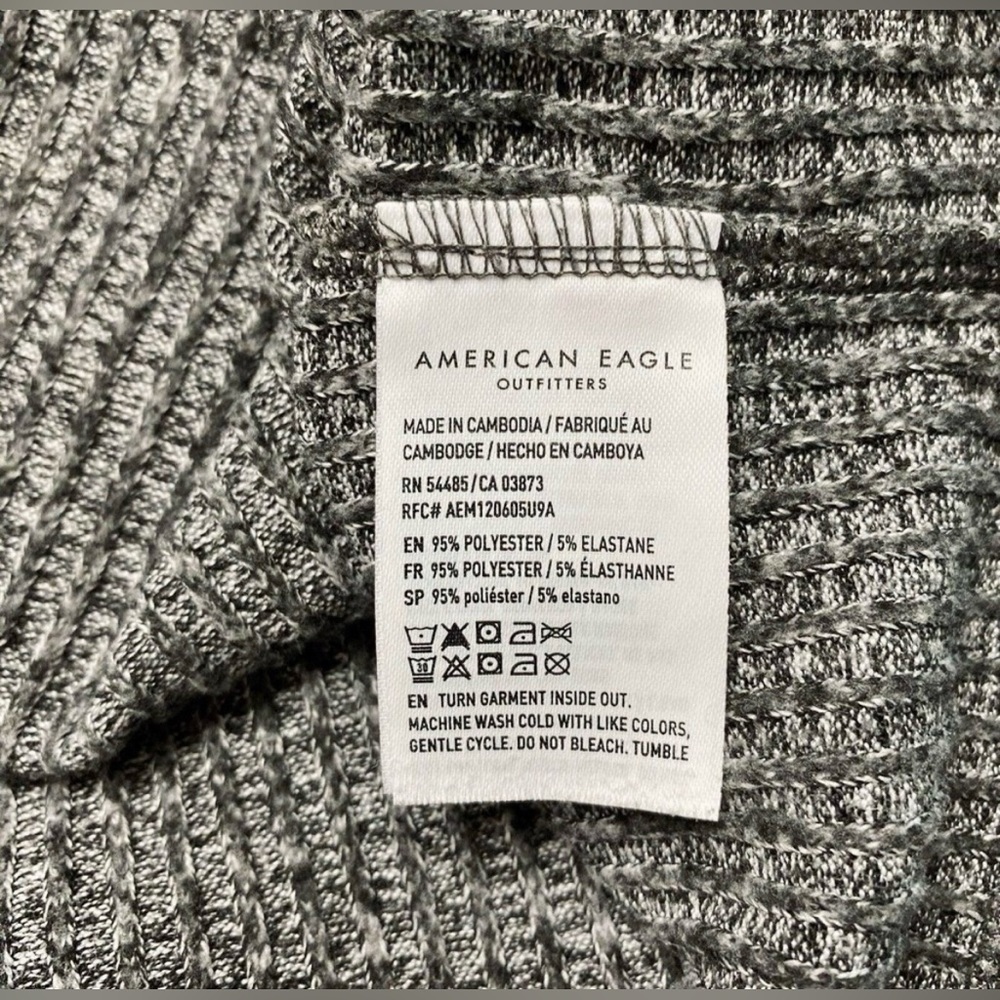 AMERICAN EAGLE
OUTFITTERS
MADE IN CAMBODIA / FABRIQUÉ AU
CAMBODGE / HECHO EN CAMBOYA
RN 54485/CA 03873
RFC# AEM120605U9A
EN 95% POLYESTER / 5% ELASTANE
FR 95% POLYESTER / 5% ÉLASTHANNE
SP 95% poliéster / 5% elastano
30
EN TURN GARMENT INSIDE OUT.
MACHINE WASH COLD WITH LIKE COLORS,
GENTLE CYCLE. DO NOT BLEACH. TUMBLE